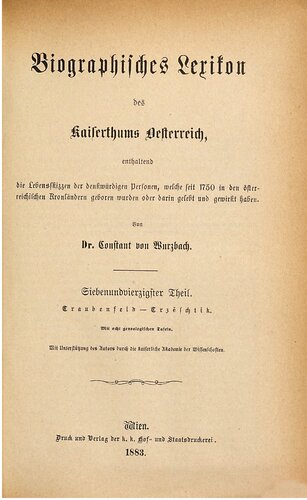 Biographisches Lexikon
des
Kaiserthums Oesterreich,
enthaltend
die Lebensskizzen der denkwürdigen Personen, welche seit 1750 in den öster-
reichischen Kronländern geboren wurden oder darin gelebt und gewirkt haben.
Von
Dr. Constant von Wurzbach.
Siebenundvierzigster Theil.
Traubenfeld — Trzéschtik.
Mit acht genealogischen Tafeln.
Mit Unterstützung des Autors durch die kaiserliche Akademie der Wissenschaften.
Wien.
Druck und Verlag der k. k. Hof- und Staatsdruckerei.
1883.